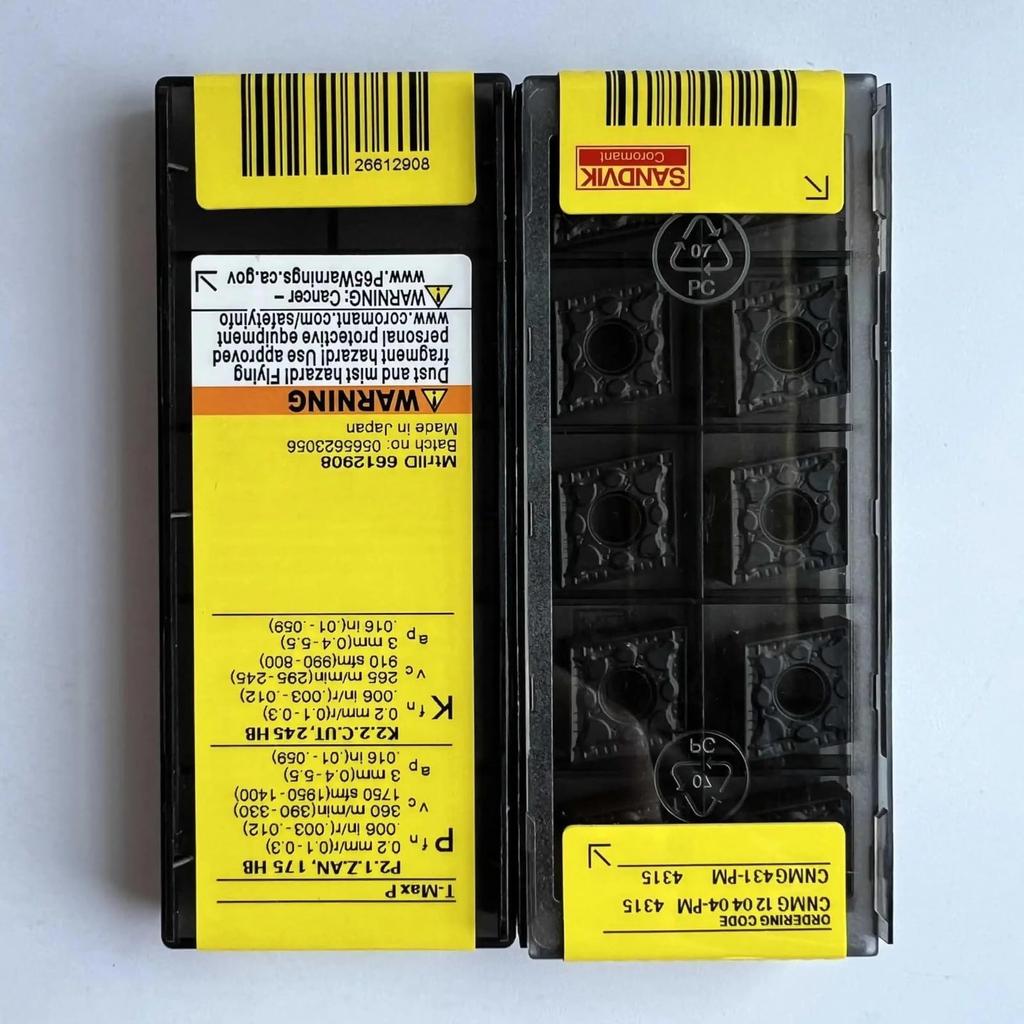 ORDERING CODE
CNMG 12 04 04-PM 4315
CNMG431-PM 4315
07
PC
07
PC
SANDVIK
Coromant
T-Max P
P2.1.Z.AN, 175 HB
P fn 0.2 mm/r(0.1-0.3)
.006 in/r(.003-.012)
vc 360 m/min(390-330)
1750 sfm(1950-1400)
ap 3 mm(0.4-5.5)
.016 in(.01-.059)
K2.2.C.UT, 245 HB
K fn 0.2 mm/r(0.1-0.3)
.006 in/r(.003-.012)
vc 265 m/min(295-245)
910 sfm(990-800)
ap 3 mm(0.4-5.5)
.016 in(.01-.059)
MtrlID 6612908
Batch no: 0565623056
Made in Japan
WARNING
Dust and mist hazard! Flying
fragment hazard! Use approved
personal protective equipment
www.coromant.com/safetyinfo
WARNING: Cancer –
www.P65Warnings.ca.gov
26612908